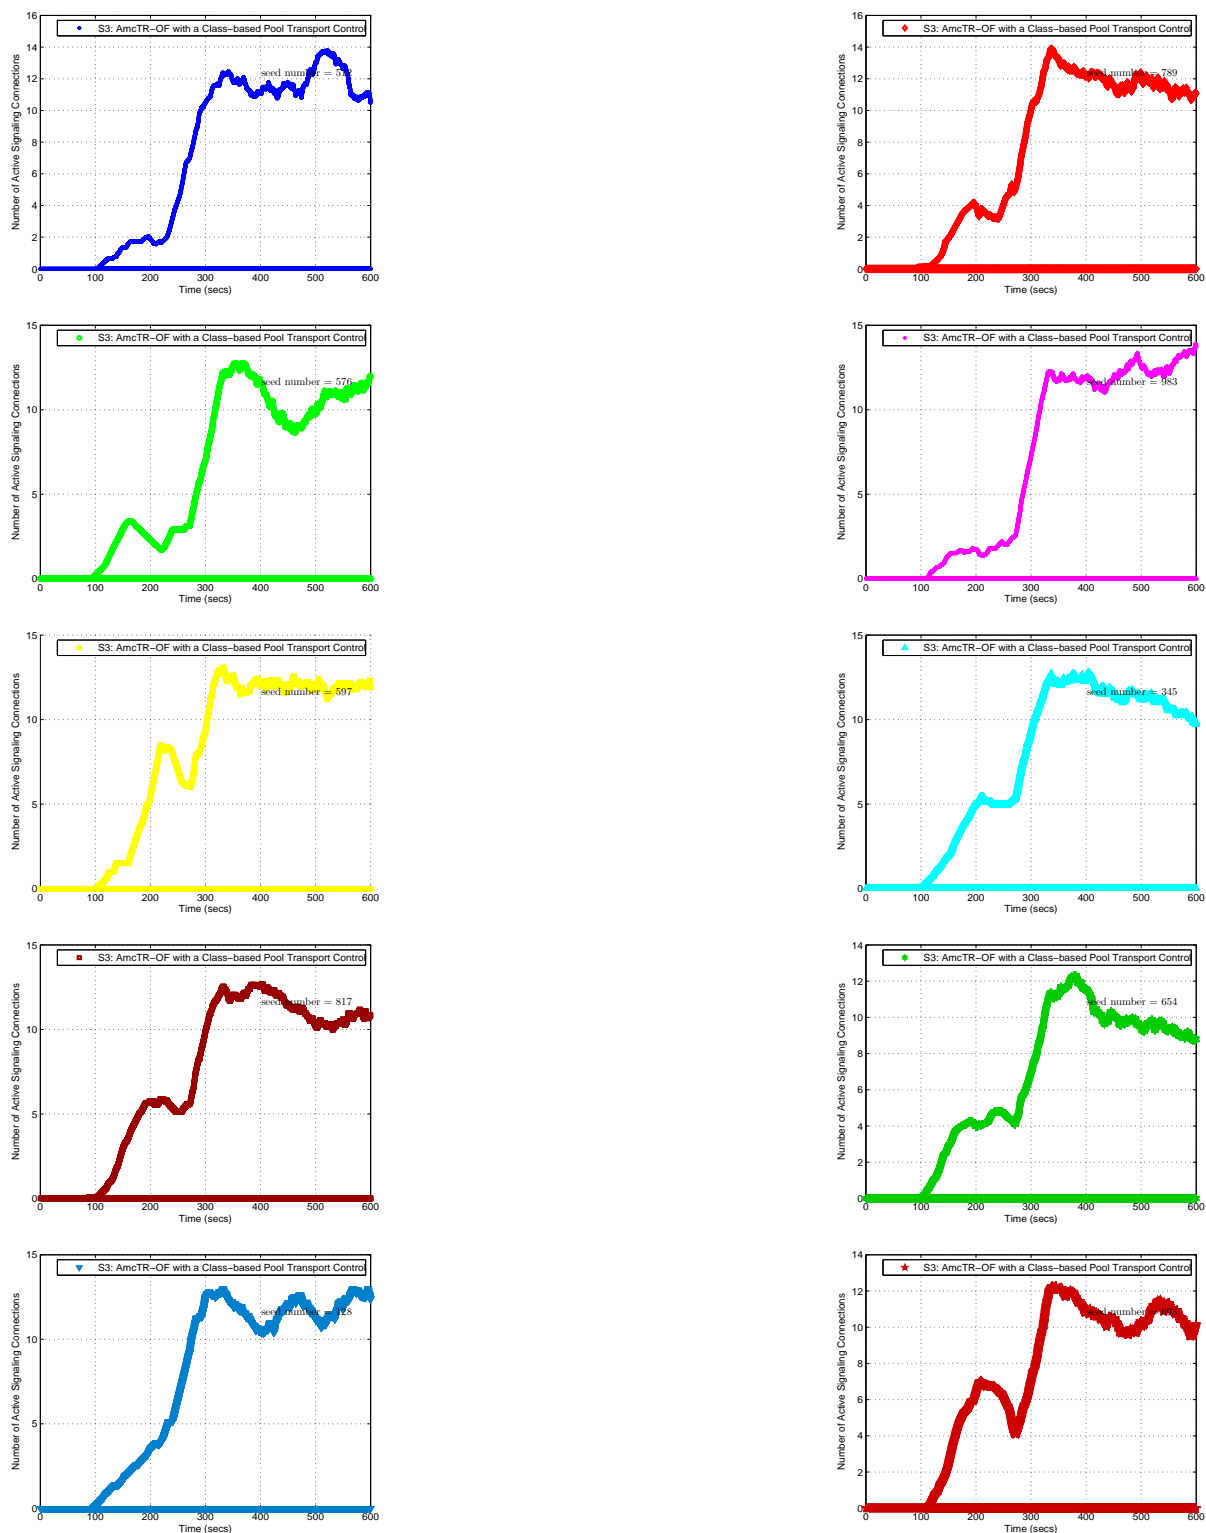 S3: AmcTR−OF with a Class−based Pool Transport Control
seed number = 512
Number of Active Signaling Connections
16
14
12
10
8
6
4
2
0
0 100 200 300 400 500 600
Time (secs)
S3: AmcTR−OF with a Class−based Pool Transport Control
seed number = 789
Number of Active Signaling Connections
16
14
12
10
8
6
4
2
0
0 100 200 300 400 500 600
Time (secs)
S3: AmcTR−OF with a Class−based Pool Transport Control
seed number = 576
Number of Active Signaling Connections
15
10
5
0
0 100 200 300 400 500 600
Time (secs)
S3: AmcTR−OF with a Class−based Pool Transport Control
seed number = 983
Number of Active Signaling Connections
15
10
5
0
0 100 200 300 400 500 600
Time (secs)
S3: AmcTR−OF with a Class−based Pool Transport Control
seed number = 597
Number of Active Signaling Connections
15
10
5
0
0 100 200 300 400 500 600
Time (secs)
S3: AmcTR−OF with a Class−based Pool Transport Control
seed number = 345
Number of Active Signaling Connections
15
10
5
0
0 100 200 300 400 500 600
Time (secs)
S3: AmcTR−OF with a Class−based Pool Transport Control
seed number = 817
Number of Active Signaling Connections
15
10
5
0
0 100 200 300 400 500 600
Time (secs)
S3: AmcTR−OF with a Class−based Pool Transport Control
seed number = 654
Number of Active Signaling Connections
14
12
10
8
6
4
2
0
0 100 200 300 400 500 600
Time (secs)
S3: AmcTR−OF with a Class−based Pool Transport Control
seed number = 128
Number of Active Signaling Connections
15
10
5
0
0 100 200 300 400 500 600
Time (secs)
S3: AmcTR−OF with a Class−based Pool Transport Control
seed number =
Number of Active Signaling Connections
14
12
10
8
6
4
2
0
0 100 200 300 400 500 600
Time (secs)